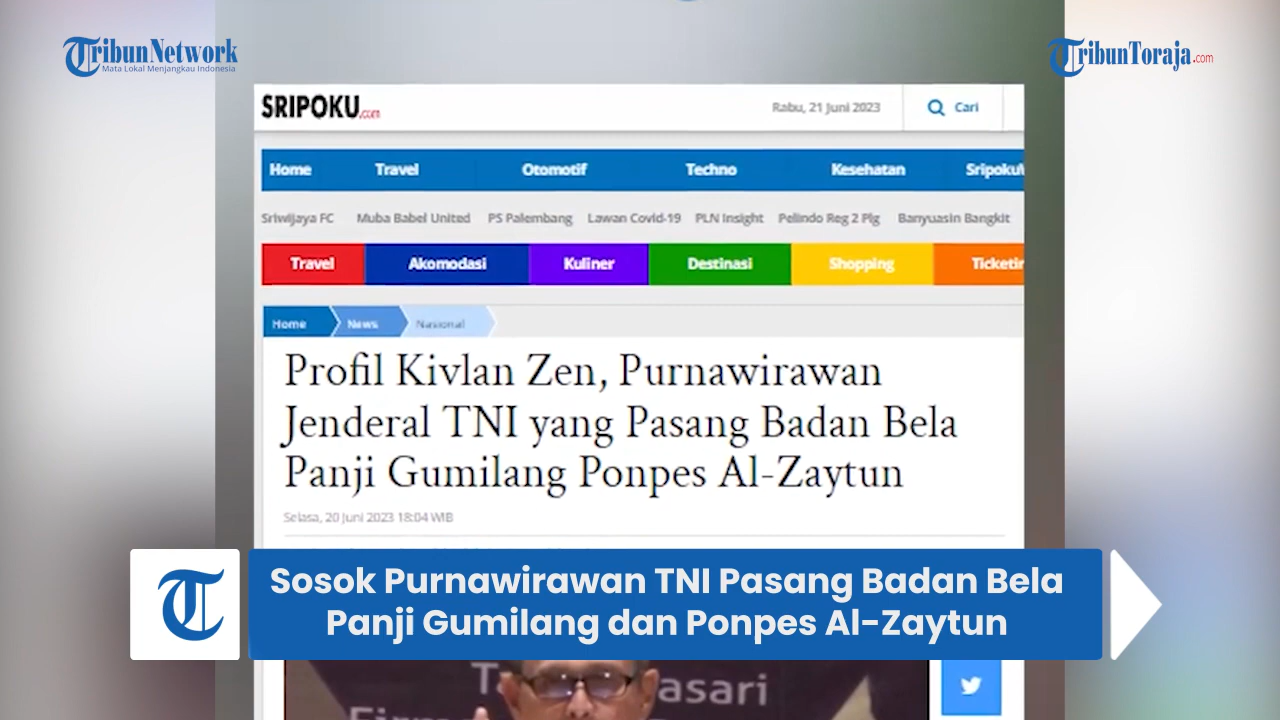 TribunNetwork
Mata Lokal Menjangkau Indonesia
TribunToraja.com
SRIPOKU.com
Rabu, 21 Juni 2023
Cari
Home Travel Otomotif Techno Kesehatan
Sriwijaya FC Muba Babel United PS Palembang Lawan Covid-19 PLN Insight Pelindo Reg 2 Plg Banyuasin Bangkit
Travel Akomodasi Kuliner Destinasi Shopping
Home News Nasional
Profil Kivlan Zen, Purnawirawan
Jenderal TNI yang Pasang Badan Bela
Panji Gumilang Ponpes Al-Zaytun
Selasa, 20 Juni 2023 18:04 WIB
Sosok Purnawirawan TNI Pasang Badan Bela
Panji Gumilang dan Ponpes Al-Zaytun